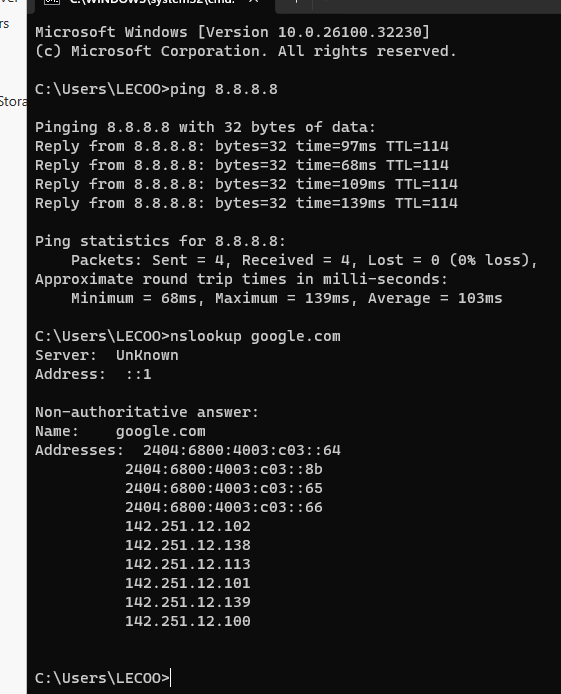 C:\WINDOWS\system32\cmd.
rs
Stora
Microsoft Windows [Version 10.0.26100.32230]
(c) Microsoft Corporation. All rights reserved.
C:\Users\LECOO>ping 8.8.8.8
Pinging 8.8.8.8 with 32 bytes of data:
Reply from 8.8.8.8: bytes=32 time=97ms TTL=114
Reply from 8.8.8.8: bytes=32 time=68ms TTL=114
Reply from 8.8.8.8: bytes=32 time=109ms TTL=114
Reply from 8.8.8.8: bytes=32 time=139ms TTL=114
Ping statistics for 8.8.8.8:
    Packets: Sent = 4, Received = 4, Lost = 0 (0% loss),
Approximate round trip times in milli-seconds:
    Minimum = 68ms, Maximum = 139ms, Average = 103ms
C:\Users\LECOO>nslookup google.com
Server:  UnKnown
Address:  ::1
Non-authoritative answer:
Name:    google.com
Addresses:  2404:6800:4003:c03::64
          2404:6800:4003:c03::8b
          2404:6800:4003:c03::65
          2404:6800:4003:c03::66
          142.251.12.102
          142.251.12.138
          142.251.12.113
          142.251.12.101
          142.251.12.139
          142.251.12.100
C:\Users\LECOO>